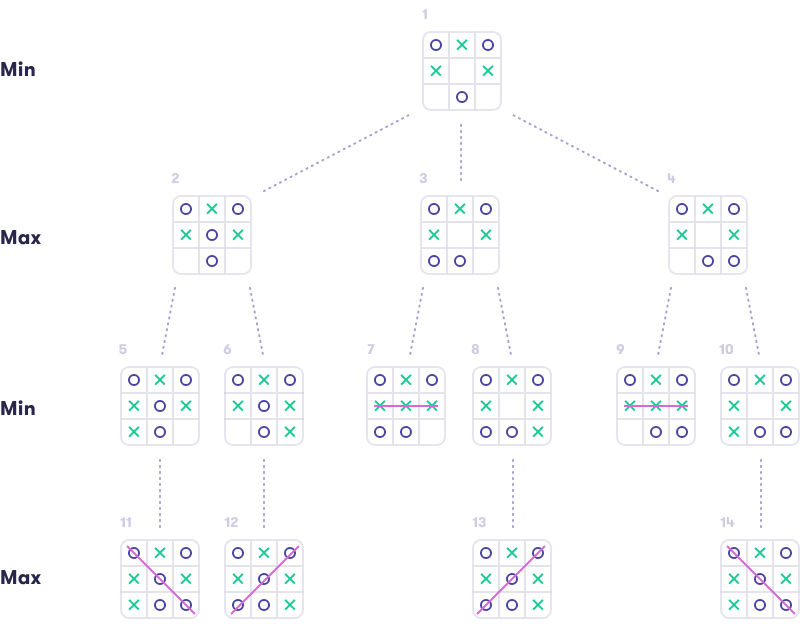 1
Min
O X O
X X
O
2 3 4
Max
O X O O X O O X O
X O X X X X X
O O O O O
5 6 7 8 9 10
Min
O X O O X O O X O O X O O X O O X O
X O X X O X X X X X X X X X X X
X O O X O O O O X O O X O O
11 12 13 14
Max
O X O O X O O X O O X O
X O X X O X X O X X O X
X O O O O X O O X X O O